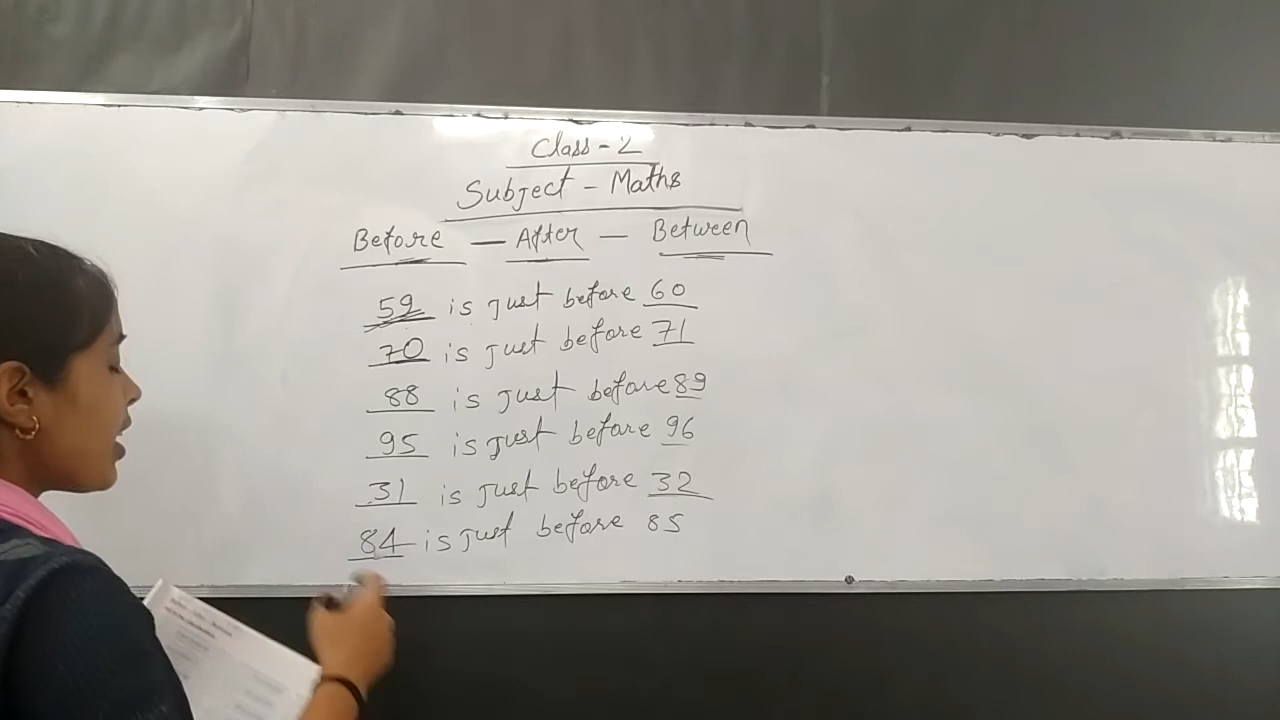 Class - 2
Subject - Maths
Before — After — Between
59 is just before 60
70 is just before 71
88 is just before 89
95 is just before 96
31 is just before 32
84 is just before 85